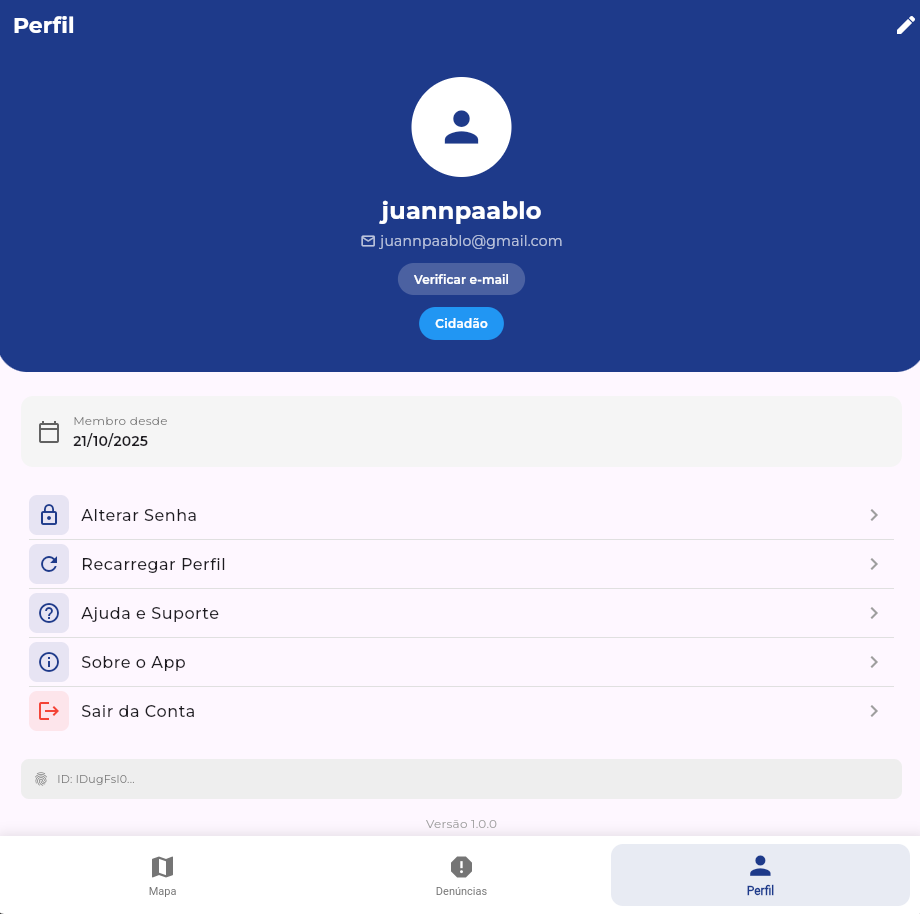 Perfil
juannpaablo
juannpaablo@gmail.com
Verificar e-mail
Cidadão
Membro desde
21/10/2025
Alterar Senha
Recarregar Perfil
Ajuda e Suporte
Sobre o App
Sair da Conta
ID: IDugFsI0...
Versão 1.0.0
Mapa
Denúncias
Perfil